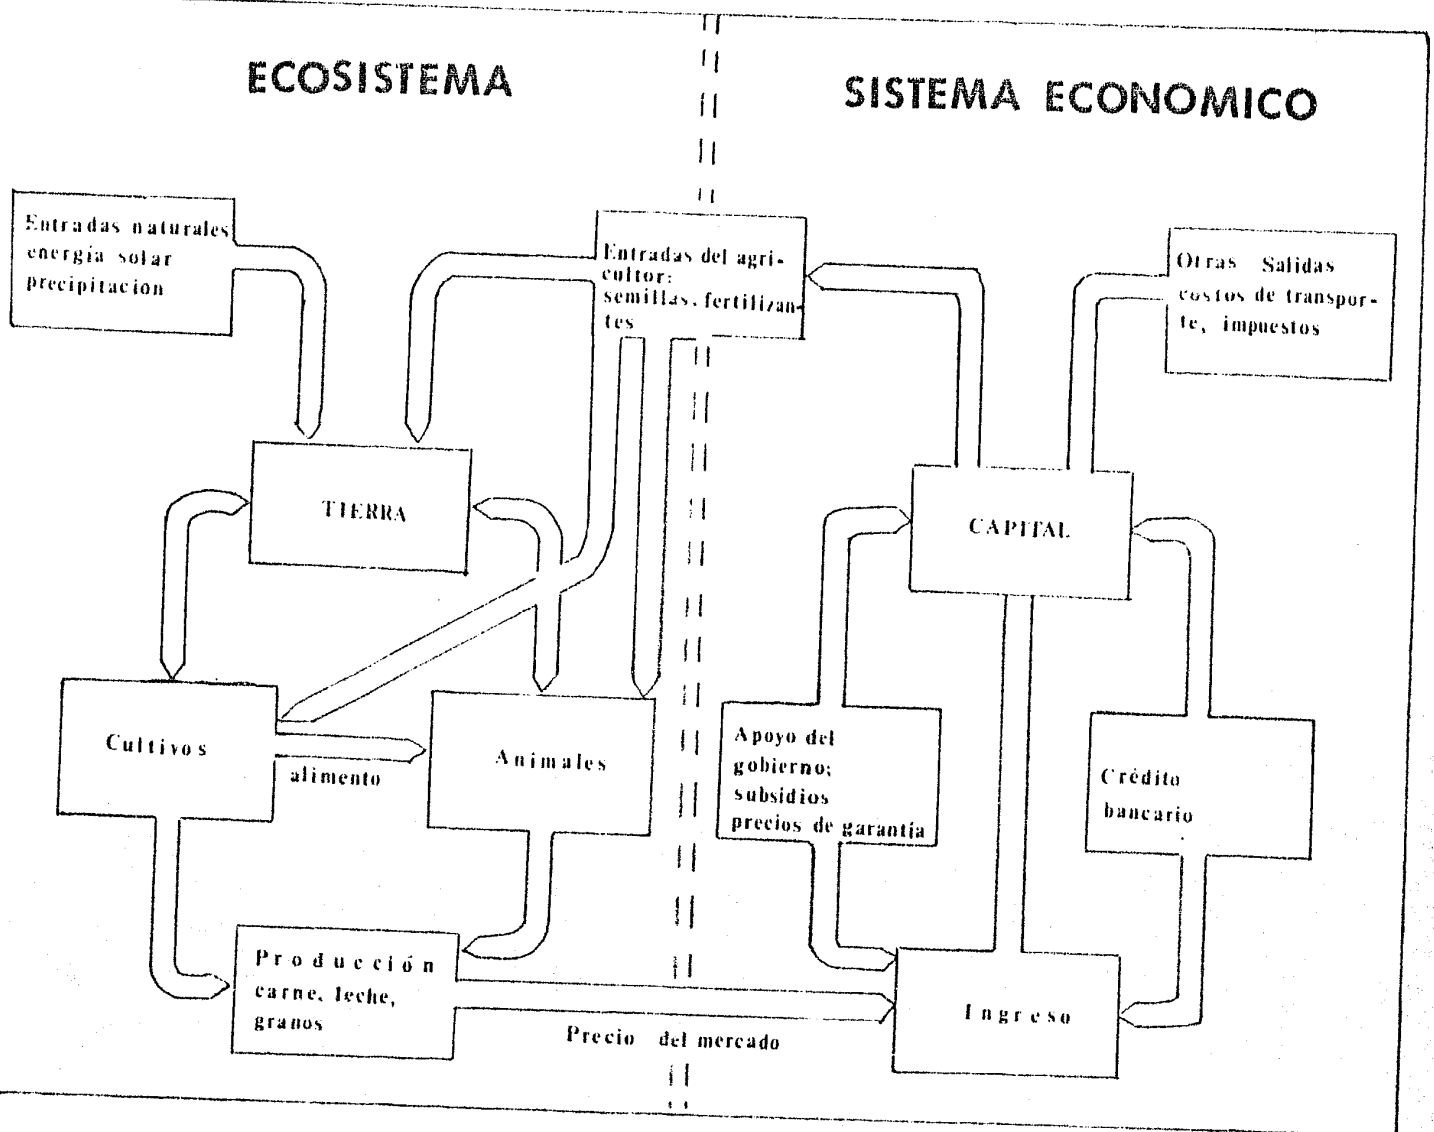 ECOSISTEMA
SISTEMA ECONOMICO
Entradas naturales
energía solar
precipitación
Entradas del agri-
cultor:
semillas, fertilizan-
tes
Otras Salidas
costos de transpor-
te, impuestos
TIERRA
CAPITAL
Cultivos
alimento
Animales
Apoyo del
gobierno;
subsidios
precios de garantía
Crédito
bancario
Producción
carne, leche,
granos
Precio del mercado
Ingreso